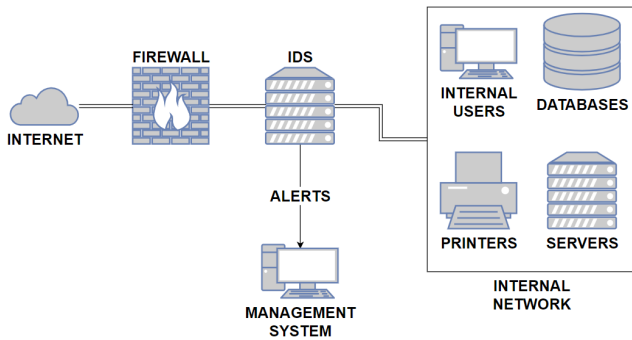 FIREWALL
IDS
INTERNET
INTERNAL
USERS
DATABASES
ALERTS
PRINTERS
SERVERS
MANAGEMENT
SYSTEM
INTERNAL
NETWORK